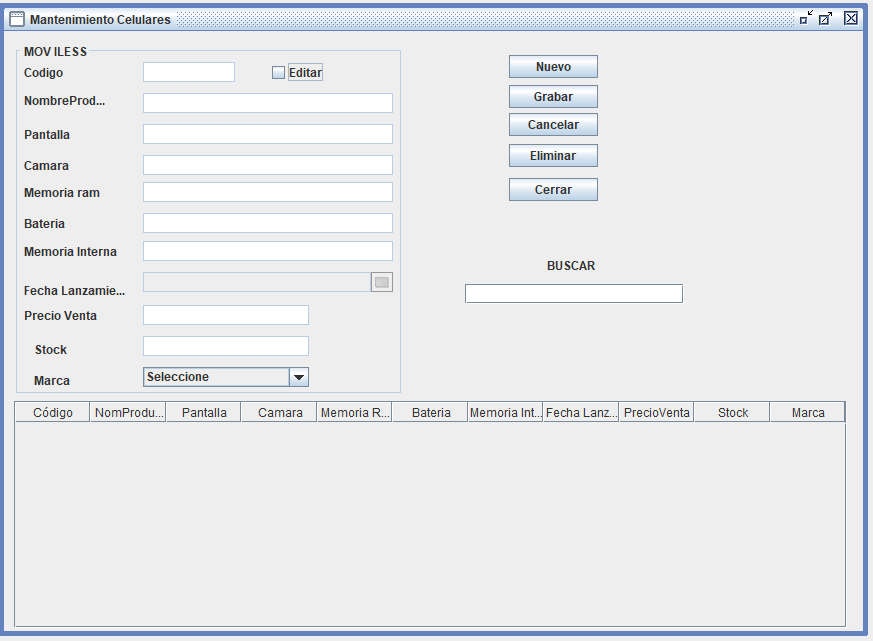 Mantenimiento Celulares
MOV ILESS
Codigo
Editar
NombreProd...
Pantalla
Camara
Memoria ram
Bateria
Memoria Interna
Fecha Lanzamie...
Precio Venta
Stock
Marca
Seleccione
Nuevo
Grabar
Cancelar
Eliminar
Cerrar
BUSCAR
Código NomProdu... Pantalla Camara Memoria R... Bateria Memoria Int... Fecha Lanz... PrecioVenta Stock Marca